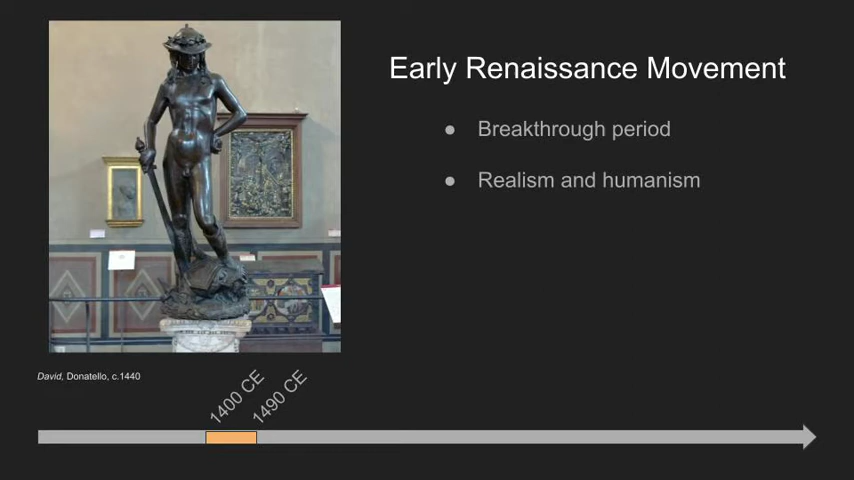 Early Renaissance Movement
● Breakthrough period
● Realism and humanism
David, Donatello, c.1440
1400 CE
1490 CE